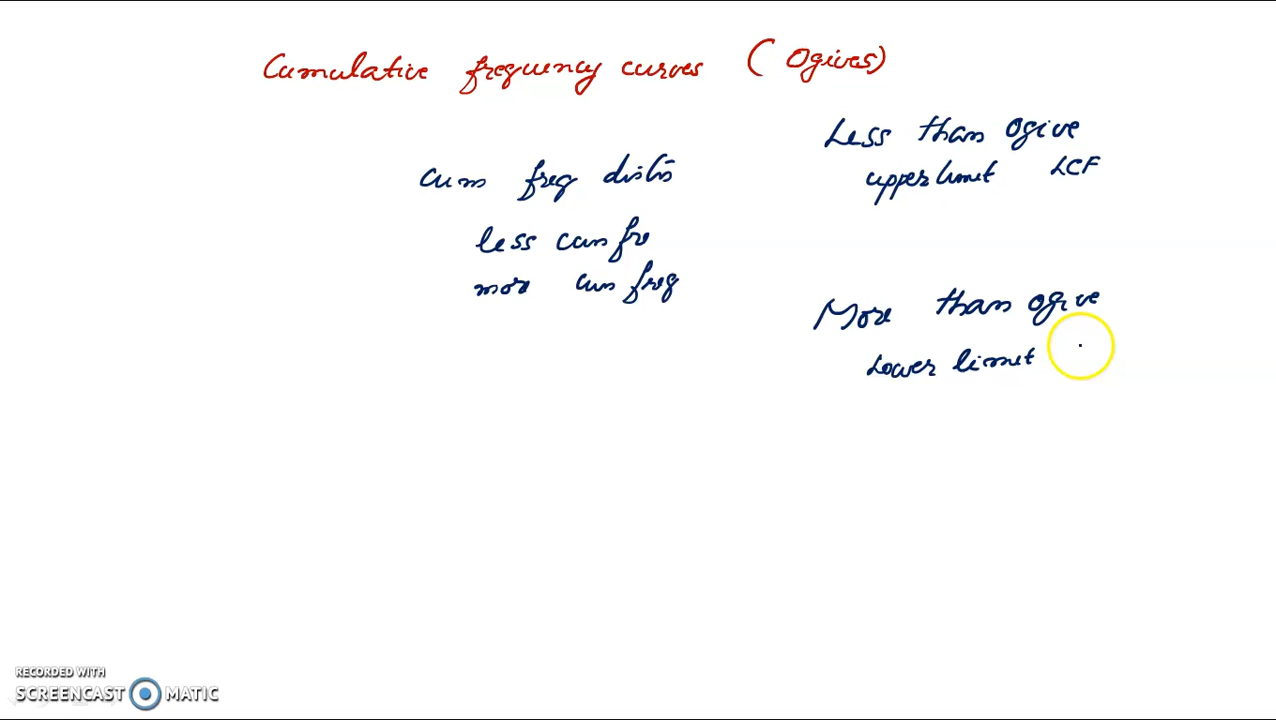 Cumulative frequency curves (Ogives)
Less than ogive
upper limit LCF
cum freq distis
less cum fre
more cum freq
More than ogive
Lower limit
RECORDED WITH
SCREENCAST MATIC